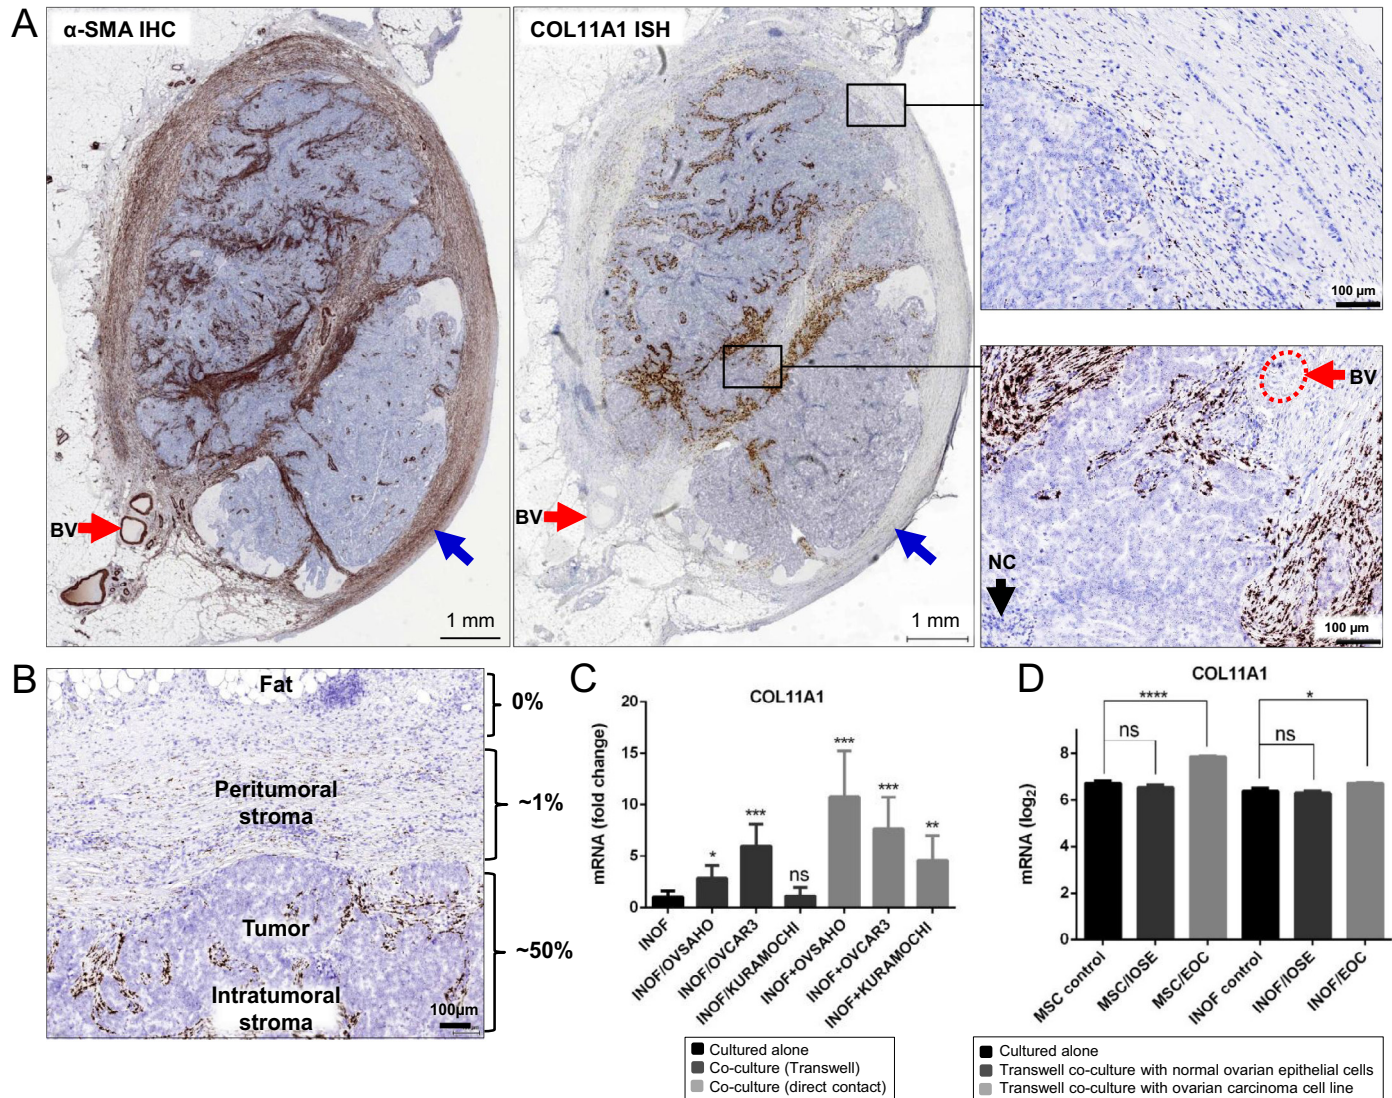 A
α-SMA IHC
COL11A1 ISH
BV
1 mm
BV
1 mm
100 µm
BV
NC
100 µm
B
Fat
0%
Peritumoral
stroma
~1%
Tumor
~50%
Intratumoral
stroma
100µm
C
COL11A1
mRNA (fold change)
20
15
10
5
0
*
***
ns
***
***
**
INOF
INOF/OVSAHO
INOF/OVCAR3
INOF/KURAMOCHI
INOF+OVSAHO
INOF+OVCAR3
INOF+KURAMOCHI
Cultured alone
Co-culture (Transwell)
Co-culture (direct contact)
D
COL11A1
mRNA (log2)
8
6
4
2
0
****
ns
*
ns
MSC control
MSC/IOSE
MSC/EOC
INOF control
INOF/IOSE
INOF/EOC
Cultured alone
Transwell co-culture with normal ovarian epithelial cells
Transwell co-culture with ovarian carcinoma cell line